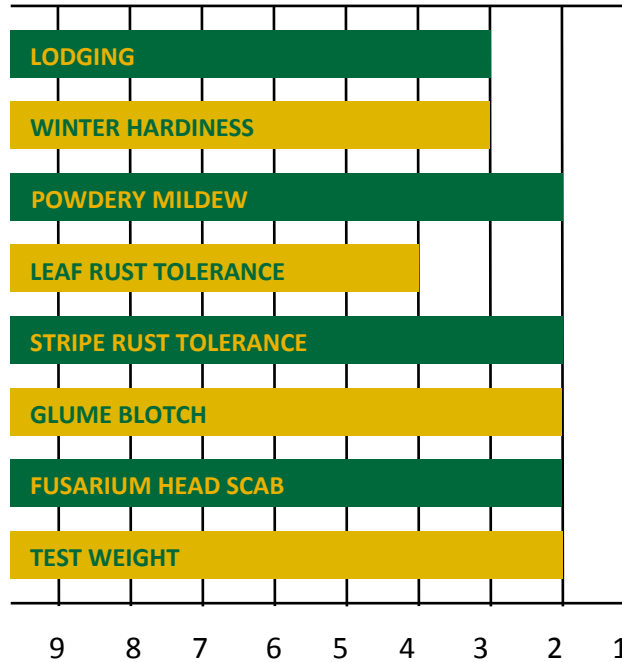 LODGING
WINTER HARDINESS
POWDERY MILDEW
LEAF RUST TOLERANCE
STRIPE RUST TOLERANCE
GLUME BLOTCH
FUSARIUM HEAD SCAB
TEST WEIGHT
9 8 7 6 5 4 3 2 1